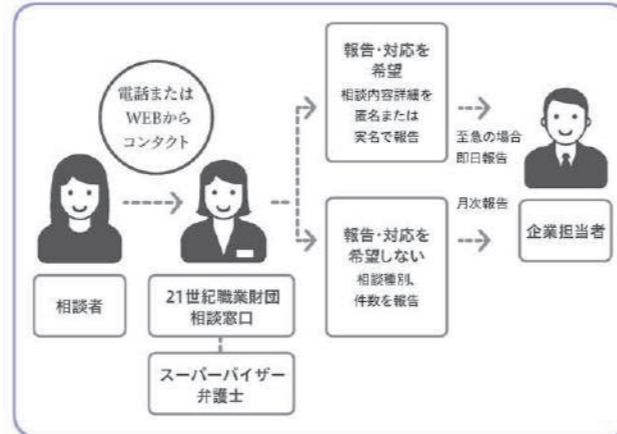 電話または
WEBから
コンタクト
相談者
21世紀職業財団
相談窓口
スーパーバイザー
弁護士
報告・対応を
希望
相談内容詳細を
匿名または
実名で報告
至急の場合
即日報告
報告・対応を
希望しない
相談種別、
件数を報告
月次報告
企業担当者